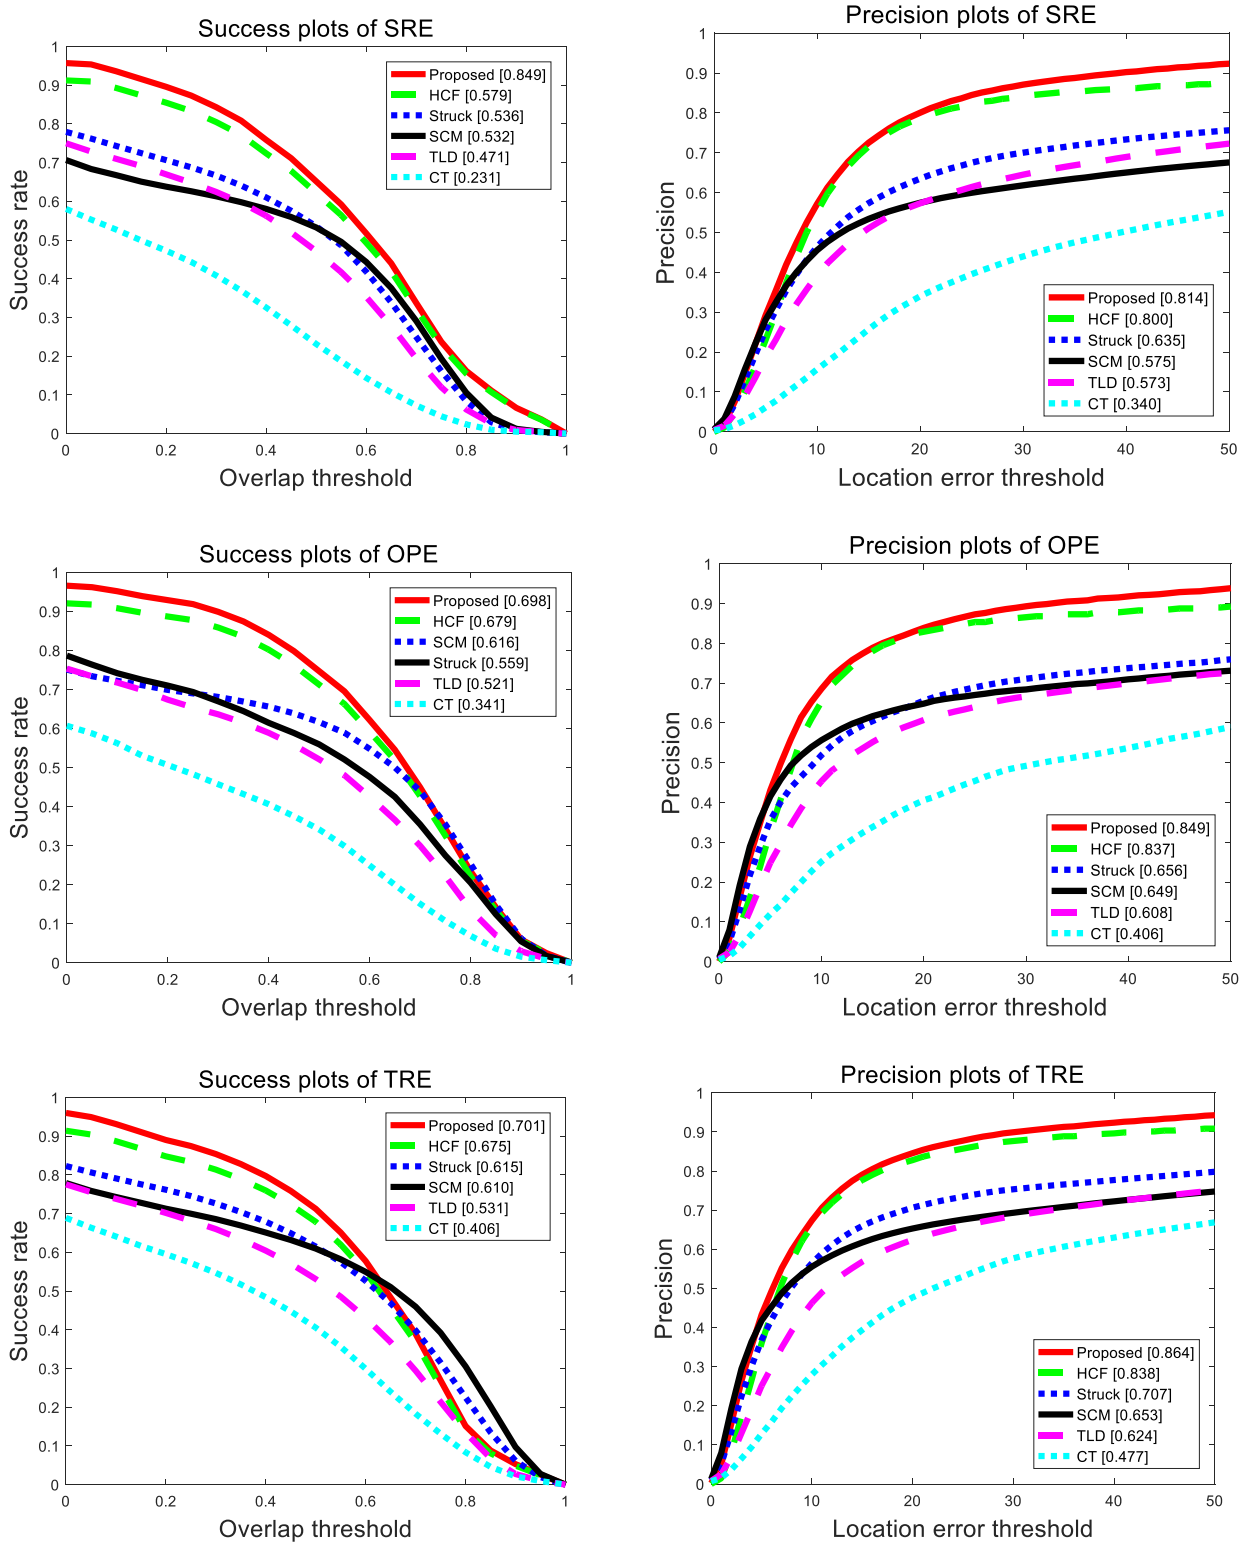 Success plots of SRE
1
0.9
0.8
0.7
0.6
0.5
0.4
0.3
0.2
0.1
0
Success rate
Proposed [0.849]
HCF [0.579]
Struck [0.536]
SCM [0.532]
TLD [0.471]
CT [0.231]
0 0.2 0.4 0.6 0.8 1
Overlap threshold
Precision plots of SRE
1
0.9
0.8
0.7
0.6
0.5
0.4
0.3
0.2
0.1
0
Precision
Proposed [0.814]
HCF [0.800]
Struck [0.635]
SCM [0.575]
TLD [0.573]
CT [0.340]
0 10 20 30 40 50
Location error threshold
Success plots of OPE
1
0.9
0.8
0.7
0.6
0.5
0.4
0.3
0.2
0.1
0
Success rate
Proposed [0.698]
HCF [0.679]
SCM [0.616]
Struck [0.559]
TLD [0.521]
CT [0.341]
0 0.2 0.4 0.6 0.8 1
Overlap threshold
Precision plots of OPE
1
0.9
0.8
0.7
0.6
0.5
0.4
0.3
0.2
0.1
0
Precision
Proposed [0.849]
HCF [0.837]
Struck [0.656]
SCM [0.649]
TLD [0.608]
CT [0.406]
0 10 20 30 40 50
Location error threshold
Success plots of TRE
1
0.9
0.8
0.7
0.6
0.5
0.4
0.3
0.2
0.1
0
Success rate
Proposed [0.701]
HCF [0.675]
Struck [0.615]
SCM [0.610]
TLD [0.531]
CT [0.406]
0 0.2 0.4 0.6 0.8 1
Overlap threshold
Precision plots of TRE
1
0.9
0.8
0.7
0.6
0.5
0.4
0.3
0.2
0.1
0
Precision
Proposed [0.864]
HCF [0.838]
Struck [0.707]
SCM [0.653]
TLD [0.624]
CT [0.477]
0 10 20 30 40 50
Location error threshold